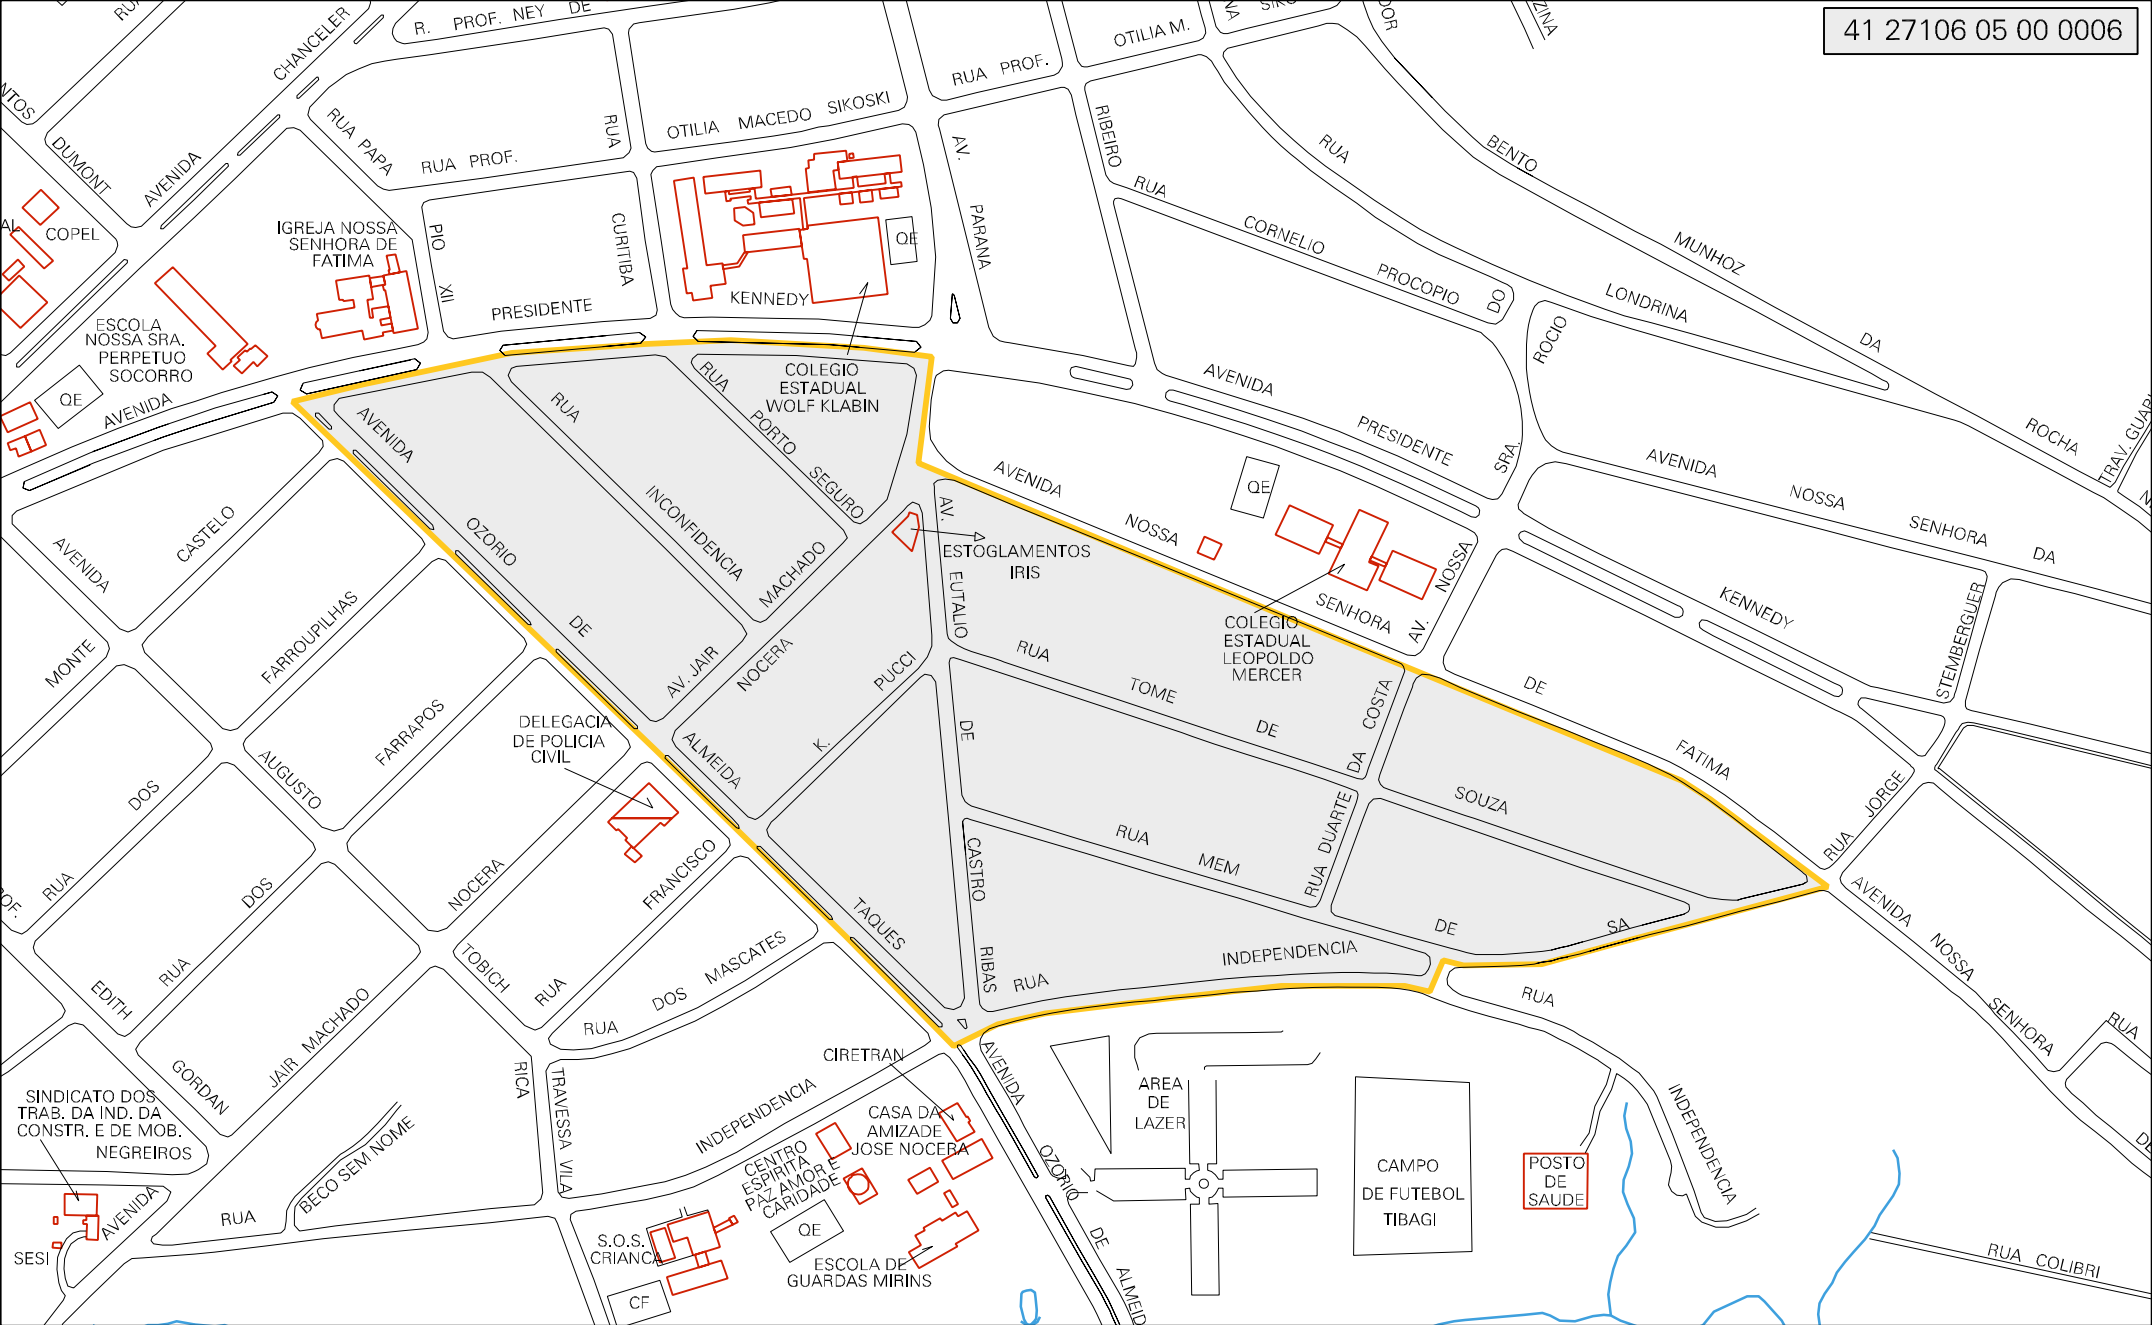 41 27106 05 00 0006
R. PROF. NEY DE
CHANCELER
AVENIDA
DUMONT
COPEL
RUA PAPA
PIO
XII
RUA PROF.
OTILIA MACEDO SIKOSKI
RUA PROF.
OTILIA M.
RUA
CURITIBA
AV.
PARANA
RIBEIRO
RUA
CORNELIO
PROCOPIO
DO
ROCIO
SRA.
NOSSA
AV.
RUA
LONDRINA
BENTO
MUNHOZ
DA
ROCHA
TRAV. GUAR
IGREJA NOSSA
SENHORA DE
FATIMA
ESCOLA
NOSSA SRA.
PERPETUO
SOCORRO
QE
AVENIDA
PRESIDENTE
KENNEDY
QE
COLEGIO
ESTADUAL
WOLF KLABIN
AVENIDA
PRESIDENTE
KENNEDY
AVENIDA
NOSSA
SENHORA
DA
STEMBERGUER
JORGE
RUA
AVENIDA
NOSSA
SENHORA
DE
FATIMA
QE
COLEGIO
ESTADUAL
LEOPOLDO
MERCER
AVENIDA
OZORIO
DE
ALMEIDA
TAQUES
RUA
INCONFIDENCIA
RUA
PORTO
SEGURO
MACHADO
NOCERA
AV. JAIR
ESTOGLAMENTOS
IRIS
AV.
EUTALIO
DE
CASTRO
RIBAS
PUCCI
K.
RUA
TOME
DE
SOUZA
COSTA
DA
DUARTE
RUA
RUA
MEM
DE
SA
RUA
INDEPENDENCIA
AVENIDA
MONTE
CASTELO
FARROUPILHAS
FARRAPOS
DOS
RUA
DOS
RUA
AUGUSTO
EDITH
GORDAN
NOCERA
JAIR MACHADO
TOBICH
FRANCISCO
RUA
DELEGACIA
DE POLICIA
CIVIL
RUA
DOS
MASCATES
RICA
TRAVESSA VILA
INDEPENDENCIA
BECO SEM NOME
RUA
SINDICATO DOS
TRAB. DA IND. DA
CONSTR. E DE MOB.
NEGREIROS
AVENIDA
SESI
CIRETRAN
CASA DA
AMIZADE
JOSE NOCERA
CENTRO
ESPIRITA
PAZ AMOR E
CARIDADE
QE
S.O.S.
CRIANCA
CF
ESCOLA DE
GUARDAS MIRINS
AVENIDA
OZORIO
DE
ALMEID
AREA
DE
LAZER
CAMPO
DE FUTEBOL
TIBAGI
POSTO
DE
SAUDE
RUA
INDEPENDENCIA
AVENIDA
NOSSA
SENHORA
DE
RUA
RUA COLIBRI